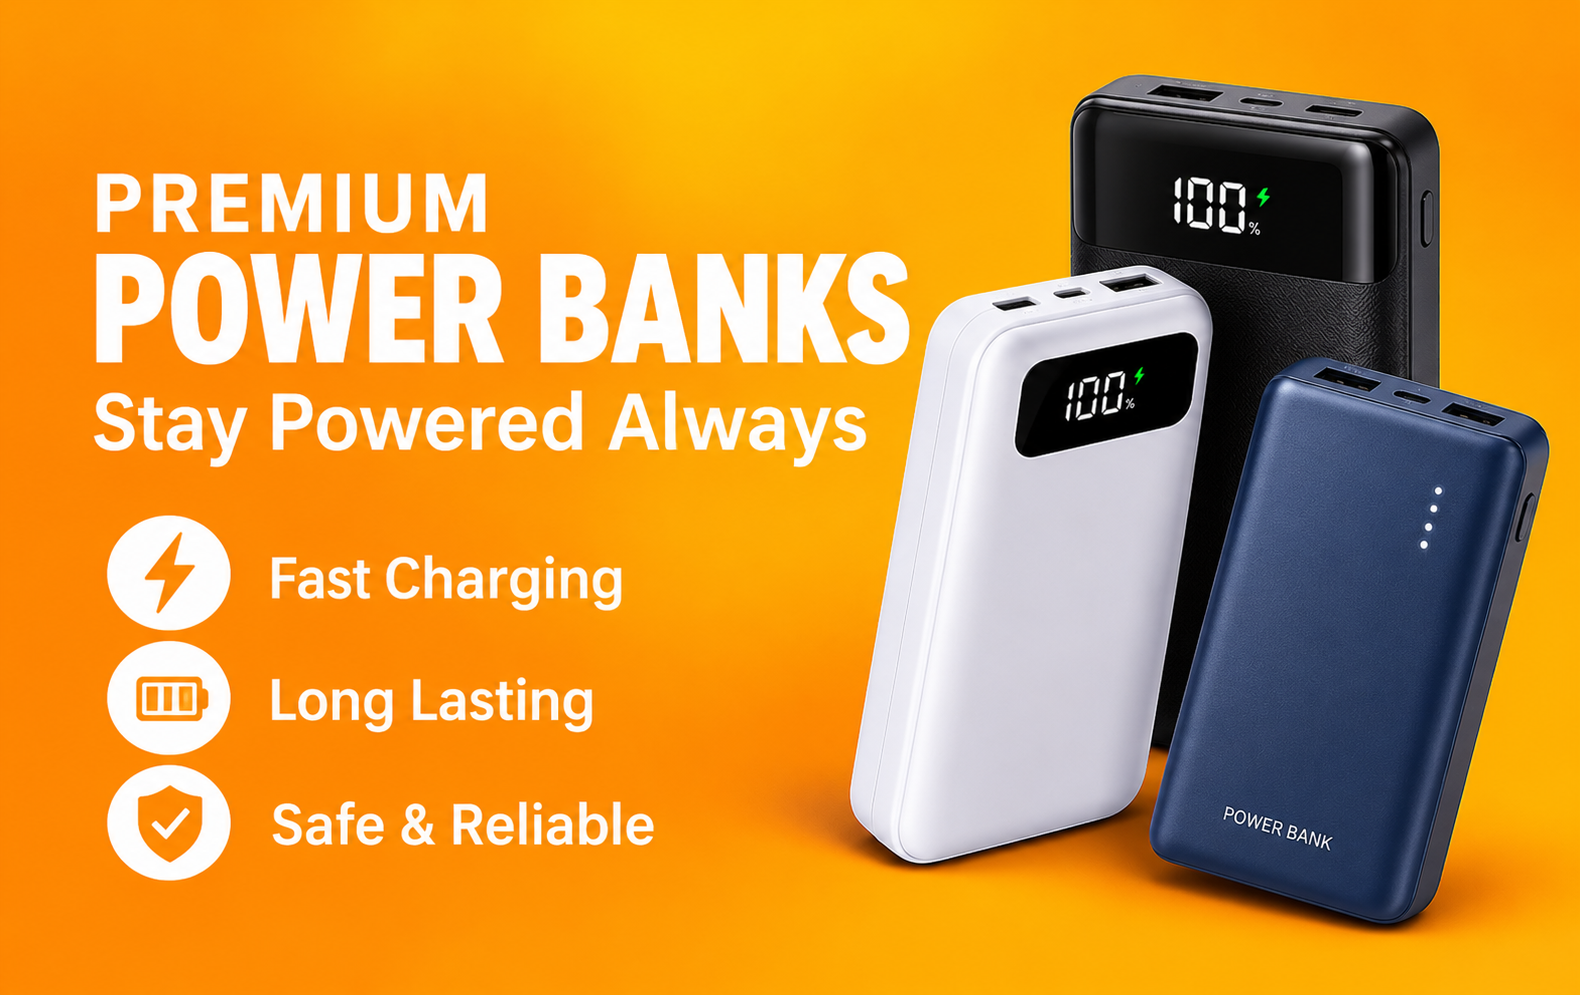 PREMIUM
POWER BANKS
Stay Powered Always
Fast Charging
Long Lasting
Safe & Reliable
100%
100%
POWER BANK